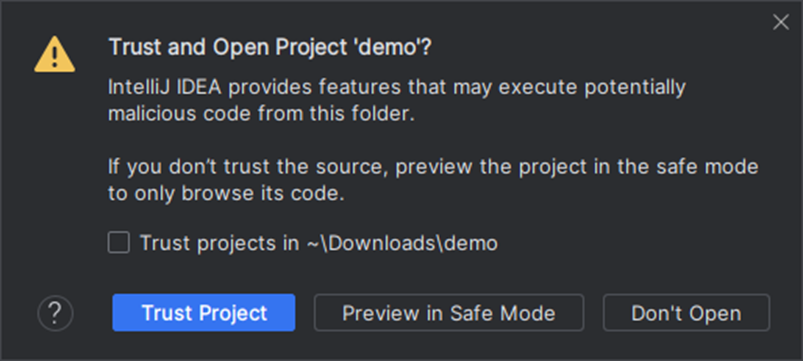 Trust and Open Project 'demo'?
IntelliJ IDEA provides features that may execute potentially
malicious code from this folder.
If you don’t trust the source, preview the project in the safe mode
to only browse its code.
Trust projects in ~\Downloads\demo
? Trust Project Preview in Safe Mode Don't Open